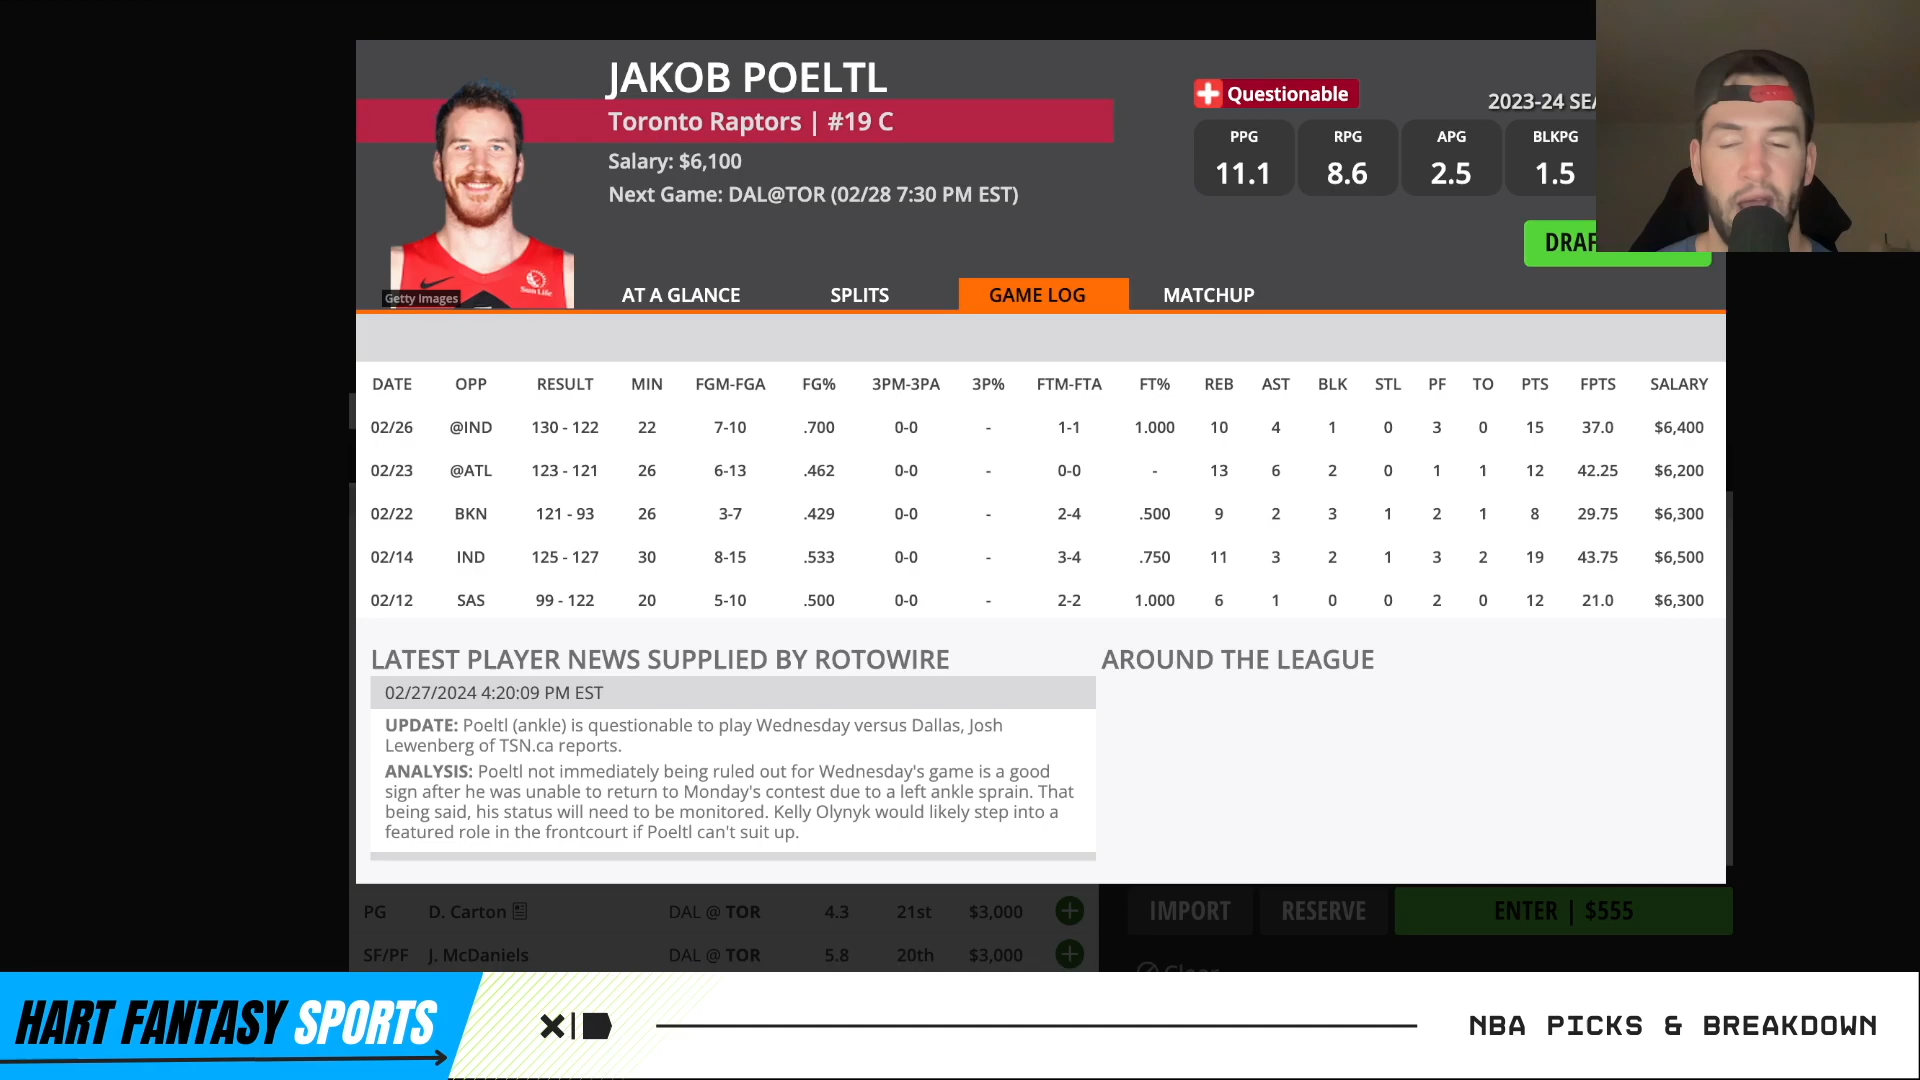 JAKOB POELTL
Toronto Raptors | #19 C
Salary: $6,100
Next Game: DAL@TOR (02/28 7:30 PM EST)
Getty Images
Sun Life
Questionable
2023-24 SEA
PPG RPG APG BLKPG
11.1 8.6 2.5 1.5
DRAF
AT A GLANCE SPLITS GAME LOG MATCHUP
DATE OPP RESULT MIN FGM-FGA FG% 3PM-3PA 3P% FTM-FTA FT% REB AST BLK STL PF TO PTS FPTS SALARY
02/26 @IND 130 - 122 22 7-10 .700 0-0 - 1-1 1.000 10 4 1 0 3 0 15 37.0 $6,400
02/23 @ATL 123 - 121 26 6-13 .462 0-0 - 0-0 - 13 6 2 0 1 1 12 42.25 $6,200
02/22 BKN 121 - 93 26 3-7 .429 0-0 - 2-4 .500 9 2 3 1 2 1 8 29.75 $6,300
02/14 IND 125 - 127 30 8-15 .533 0-0 - 3-4 .750 11 3 2 1 3 2 19 43.75 $6,500
02/12 SAS 99 - 122 20 5-10 .500 0-0 - 2-2 1.000 6 1 0 0 2 0 12 21.0 $6,300
LATEST PLAYER NEWS SUPPLIED BY ROTOWIRE
AROUND THE LEAGUE
02/27/2024 4:20:09 PM EST
UPDATE: Poeltl (ankle) is questionable to play Wednesday versus Dallas, Josh
Lewenberg of TSN.ca reports.
ANALYSIS: Poeltl not immediately being ruled out for Wednesday's game is a good
sign after he was unable to return to Monday's contest due to a left ankle sprain. That
being said, his status will need to be monitored. Kelly Olynyk would likely step into a
featured role in the frontcourt if Poeltl can't suit up.
PG D. Carton DAL @ TOR 4.3 21st $3,000
SF/PF J. McDaniels DAL @ TOR 5.8 20th $3,000
IMPORT RESERVE ENTER | $555
Clear
HART FANTASY SPORTS
NBA PICKS & BREAKDOWN